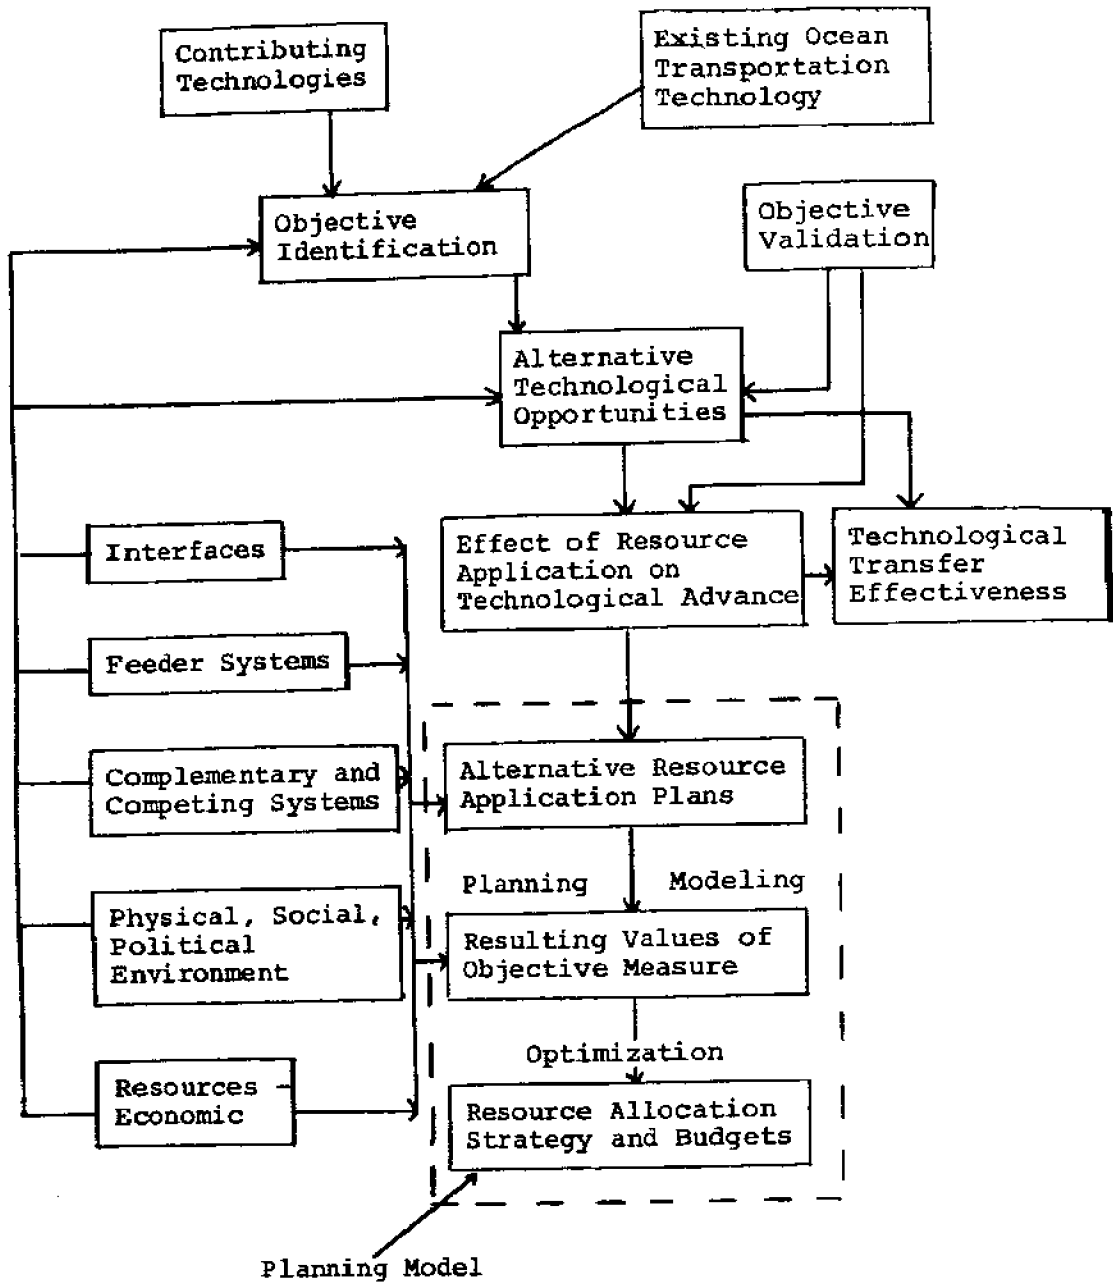 Contributing
Technologies
Existing Ocean
Transportation
Technology
Objective
Identification
Objective
Validation
Alternative
Technological
Opportunities
Interfaces
Effect of Resource
Application on
Technological Advance
Technological
Transfer
Effectiveness
Feeder Systems
Complementary and
Competing Systems
Alternative Resource
Application Plans
Planning Modeling
Physical, Social,
Political
Environment
Resulting Values of
Objective Measure
Optimization
Resources -
Economic
Resource Allocation
Strategy and Budgets
Planning Model